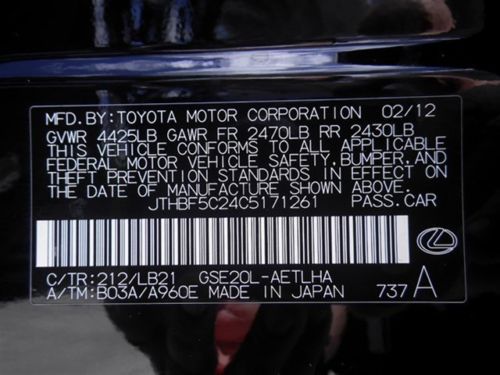 MFD.BY:TOYOTA MOTOR CORPORATION 02/12
GVWR 4425LB GAWR FR 2470LB RR 2430LB
THIS VEHICLE CONFORMS TO ALL APPLICABLE
FEDERAL MOTOR VEHICLE SAFETY,BUMPER,AND
THEFT PREVENTION STANDARDS IN EFFECT ON
THE DATE OF MANUFACTURE SHOWN ABOVE.
JTHBF5C24C5171261 PASS.CAR
C/TR:212/LB21 GSE20L-AETLHA
A/TM:B03A/A960E MADE IN JAPAN 737 A